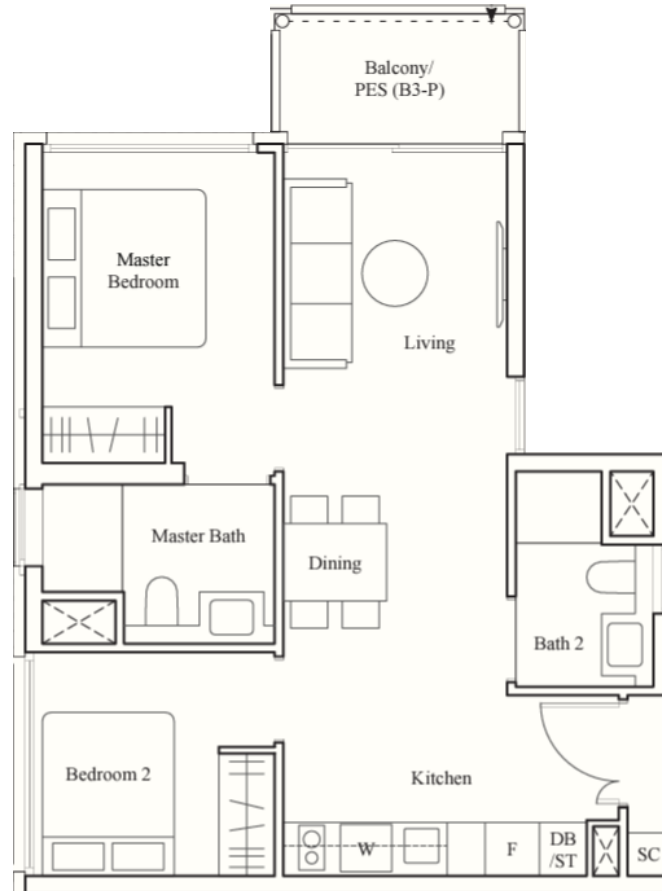 Balcony/
PES (B3-P)
Master
Bedroom
Living
Master Bath
Dining
Bath 2
Bedroom 2
Kitchen
W
F
DB
/ST
SC